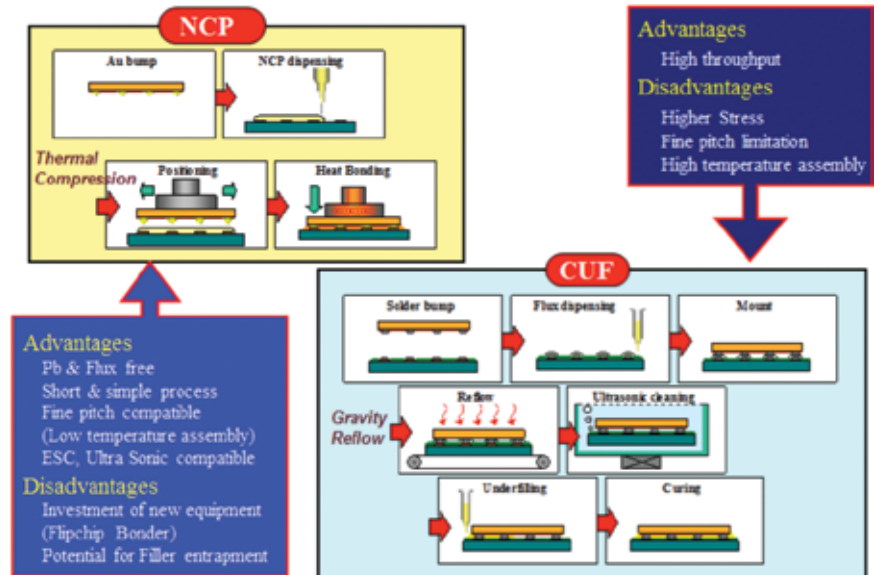 NCP
Au bump
NCP dispensing
Thermal
Compression
Positioning
Heat Bonding
Advantages
High throughput
Disadvantages
Higher Stress
Fine pitch limitation
High temperature assembly
Advantages
Pb & Flux free
Short & simple process
Fine pitch compatible
(Low temperature assembly)
ESC, Ultra Sonic compatible
Disadvantages
Investment of new equipment
(Flipchip Bonder)
Potential for Filler entrapment
CUF
Solder bump
Flux dispensing
Mount
Gravity
Reflow
Reflow
Ultrasonic cleaning
Underfilling
Curing